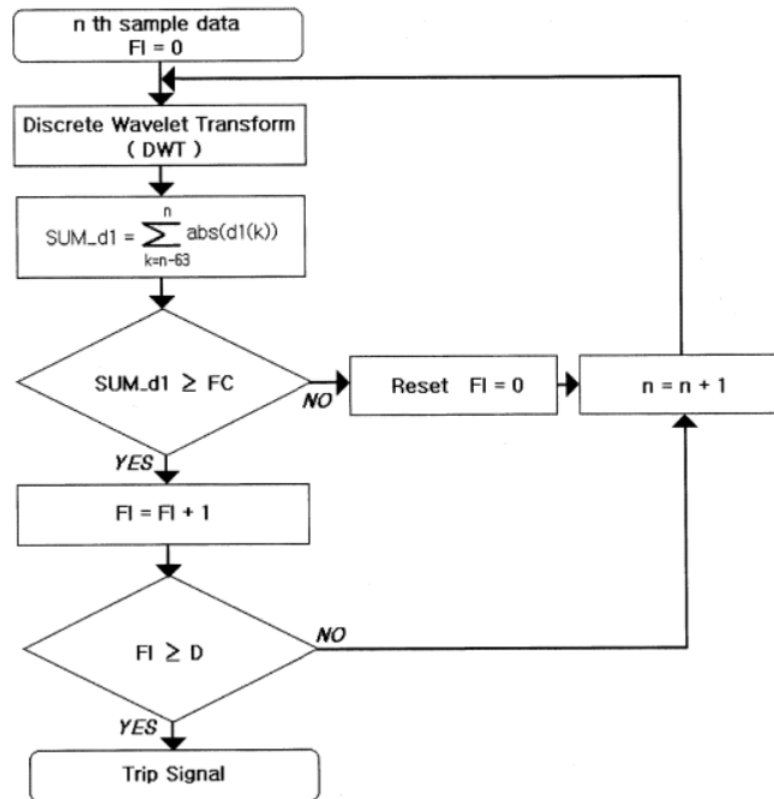 n th sample data
FI = 0
Discrete Wavelet Transform
( DWT )
SUM_d1 = ∑ abs(d1(k))
n
k=n-63
SUM_d1 ≥ FC
NO
Reset FI = 0
n = n + 1
YES
FI = FI + 1
FI ≥ D
NO
YES
Trip Signal